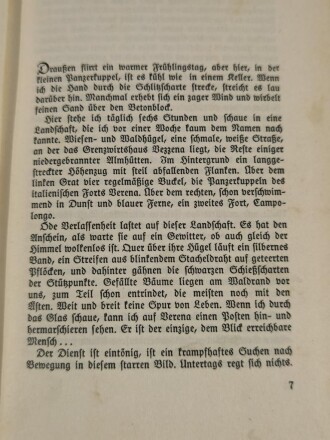 Draußen flirrt ein warmer Frühlingstag, aber hier, in der
kleinen Panzerkuppel, ist es kühl wie in einem Keller. Wenn
ich die Hand durch die Schlitzscharte strecke, streicht es lau
darüber hin. Manchmal erhebt sich ein zager Wind und wirbelt
feinen Sand über den Betonblock.
Hier stehe ich täglich sechs Stunden und schaue in eine
Landschaft, die ich vor einer Woche kaum dem Namen nach
kannte. Wiesen- und Waldhügel, eine schmale, weiße Straße,
an der das Grenzwirtshaus Vezzena liegt, die Reste einiger
niedergebrannter Almhütten. Im Hintergrund ein langge-
streckter Höhenzug mit steil abfallenden Flanken. Über dem
linken Grat vier regelmäßige Buckel, die Panzerkuppeln des
italienischen Forts Verena. Über dem rechten, schon verschwim-
mend in Dunst und blauer Ferne, ein zweites Fort, Campo-
longo.
Öde Verlassenheit lastet auf dieser Landschaft. Es hat den
Anschein, als warte sie auf ein Gewitter, ob auch gleich der
Himmel wolkenlos ist. Quer über ihre Hügel läuft ein silbernes
Band, ein Streifen aus blinkendem Stacheldraht auf geteerten
Pflöcken, und dahinter gähnen die schwarzen Schießscharten
der Stützpunkte. Gefällte Bäume liegen am Waldrand vor
uns, zum Teil schon entrindet, die meisten noch mit den
Ästen. Weit und breit keine Spur von Leben. Wenn ich durch
das Glas schaue, kann ich auf Verena einen Posten hin- und
hermarschieren sehen. Er ist der einzige, dem Blick erreichbare
Mensch ...
Der Dienst ist eintönig, ist ein krampfhaftes Suchen nach
Bewegung in diesem starren Bild. Untertags regt sich nichts.
7